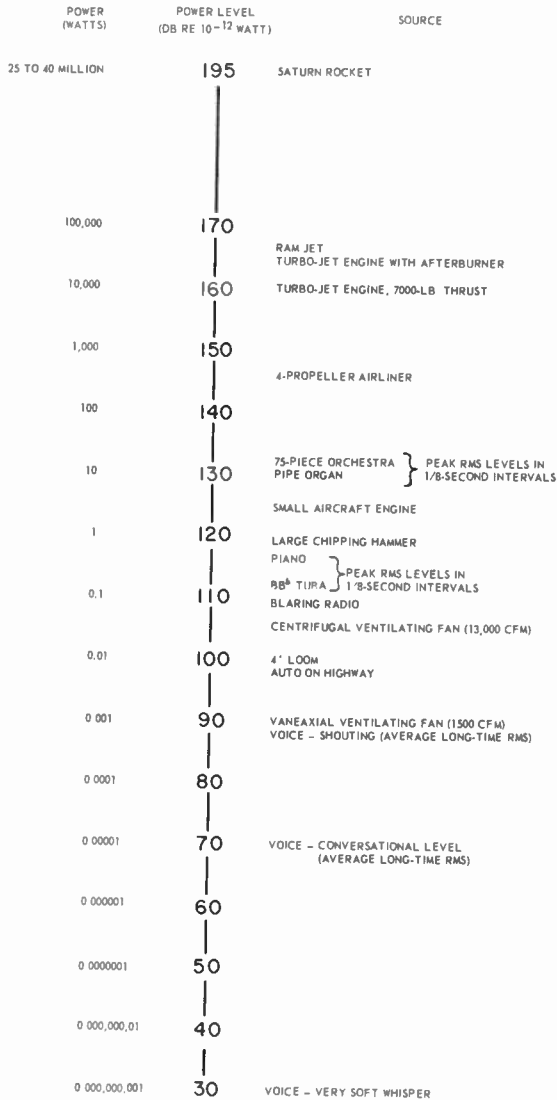 POWER (WATTS) POWER LEVEL (DB RE 10⁻¹² WATT) SOURCE
25 TO 40 MILLION 195 SATURN ROCKET
100,000 170
RAM JET
TURBO-JET ENGINE WITH AFTERBURNER
10,000 160 TURBO-JET ENGINE, 7000-LB THRUST
1,000 150
4-PROPELLER AIRLINER
100 140
75-PIECE ORCHESTRA } PEAK RMS LEVELS IN
10 130 PIPE ORGAN 1/8-SECOND INTERVALS
SMALL AIRCRAFT ENGINE
1 120
LARGE CHIPPING HAMMER
PIANO } PEAK RMS LEVELS IN
BB♭ TUBA 1/8-SECOND INTERVALS
0.1 110
BLARING RADIO
CENTRIFUGAL VENTILATING FAN (13,000 CFM)
0.01 100 4' LOOM
AUTO ON HIGHWAY
0 001 90 VANEAXIAL VENTILATING FAN (1500 CFM)
VOICE – SHOUTING (AVERAGE LONG-TIME RMS)
0 0001 80
0 00001 70 VOICE – CONVERSATIONAL LEVEL
(AVERAGE LONG-TIME RMS)
0 000001 60
0 0000001 50
0 000,000,01 40
0 000,000,001 30 VOICE – VERY SOFT WHISPER